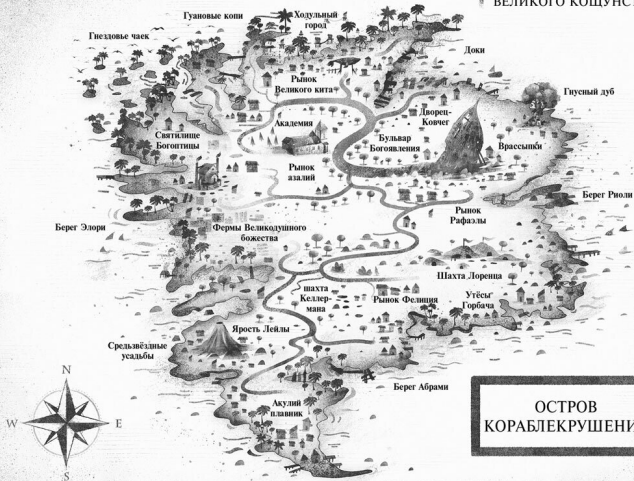 ВЕЛИКОГО КОЩУНС
Гуановые копи
Ходульный
город
Гнездовье чаек
Доки
Рынок
Великого кита
Гнусный дуб
Академия
Дворец-
Ковчег
Святилище
Богоптицы
Бульвар
Богоявления
Врассыпки
Рынок
азалий
Берег Риоли
Рынок
Рафаэлы
Берег Элори
Фермы Великодушного
божества
Шахта Лоренца
шахта
Келлер-
мана
Рынок Фелиция
Утёсы
Горбача
Ярость Лейлы
Средьзвёздные
усадьбы
Берег Абрами
Акулий
плавник
N
W
E
S
ОСТРОВ
КОРАБЛЕКРУШЕНИ